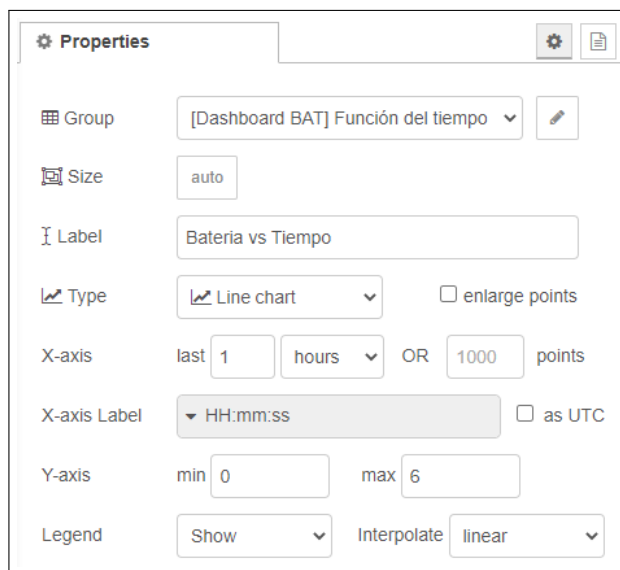 Properties
Group [Dashboard BAT] Función del tiempo
Size auto
Label Bateria vs Tiempo
Type Line chart enlarge points
X-axis last 1 hours OR 1000 points
X-axis Label HH:mm:ss as UTC
Y-axis min 0 max 6
Legend Show Interpolate linear